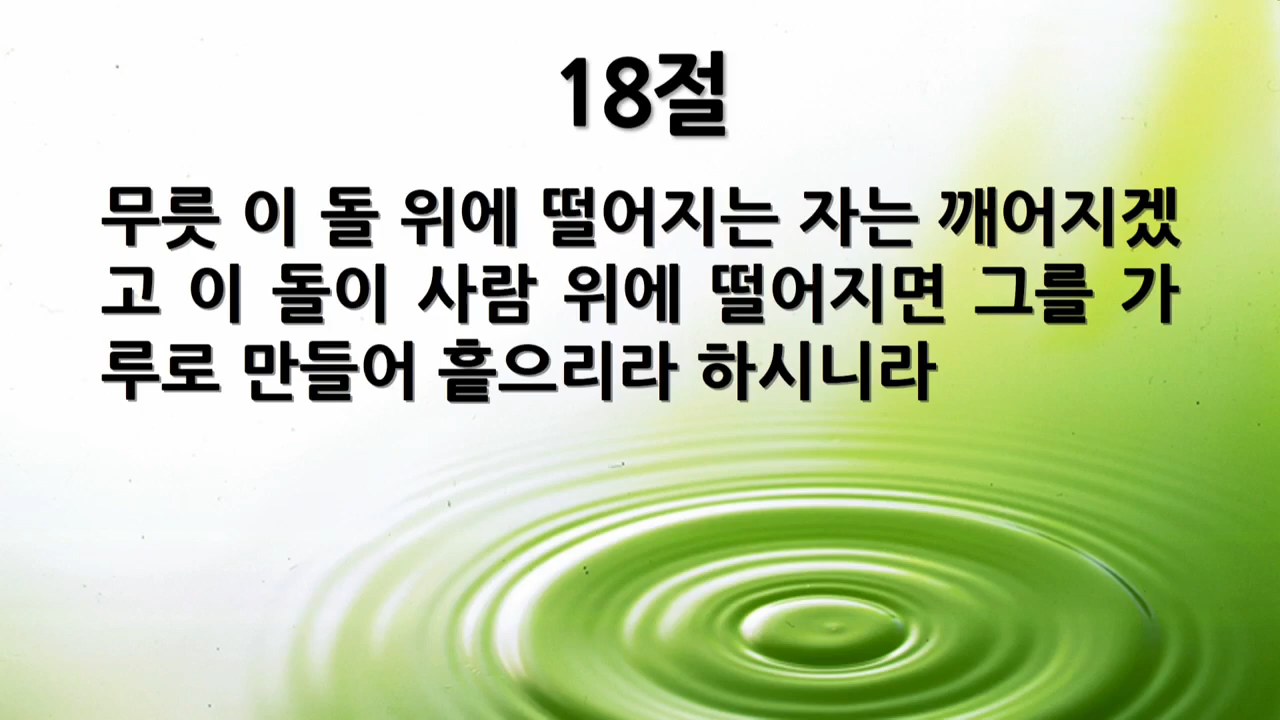 18절
무릇 이 돌 위에 떨어지는 자는 깨어지겠
고 이 돌이 사람 위에 떨어지면 그를 가
루로 만들어 흩으리라 하시니라